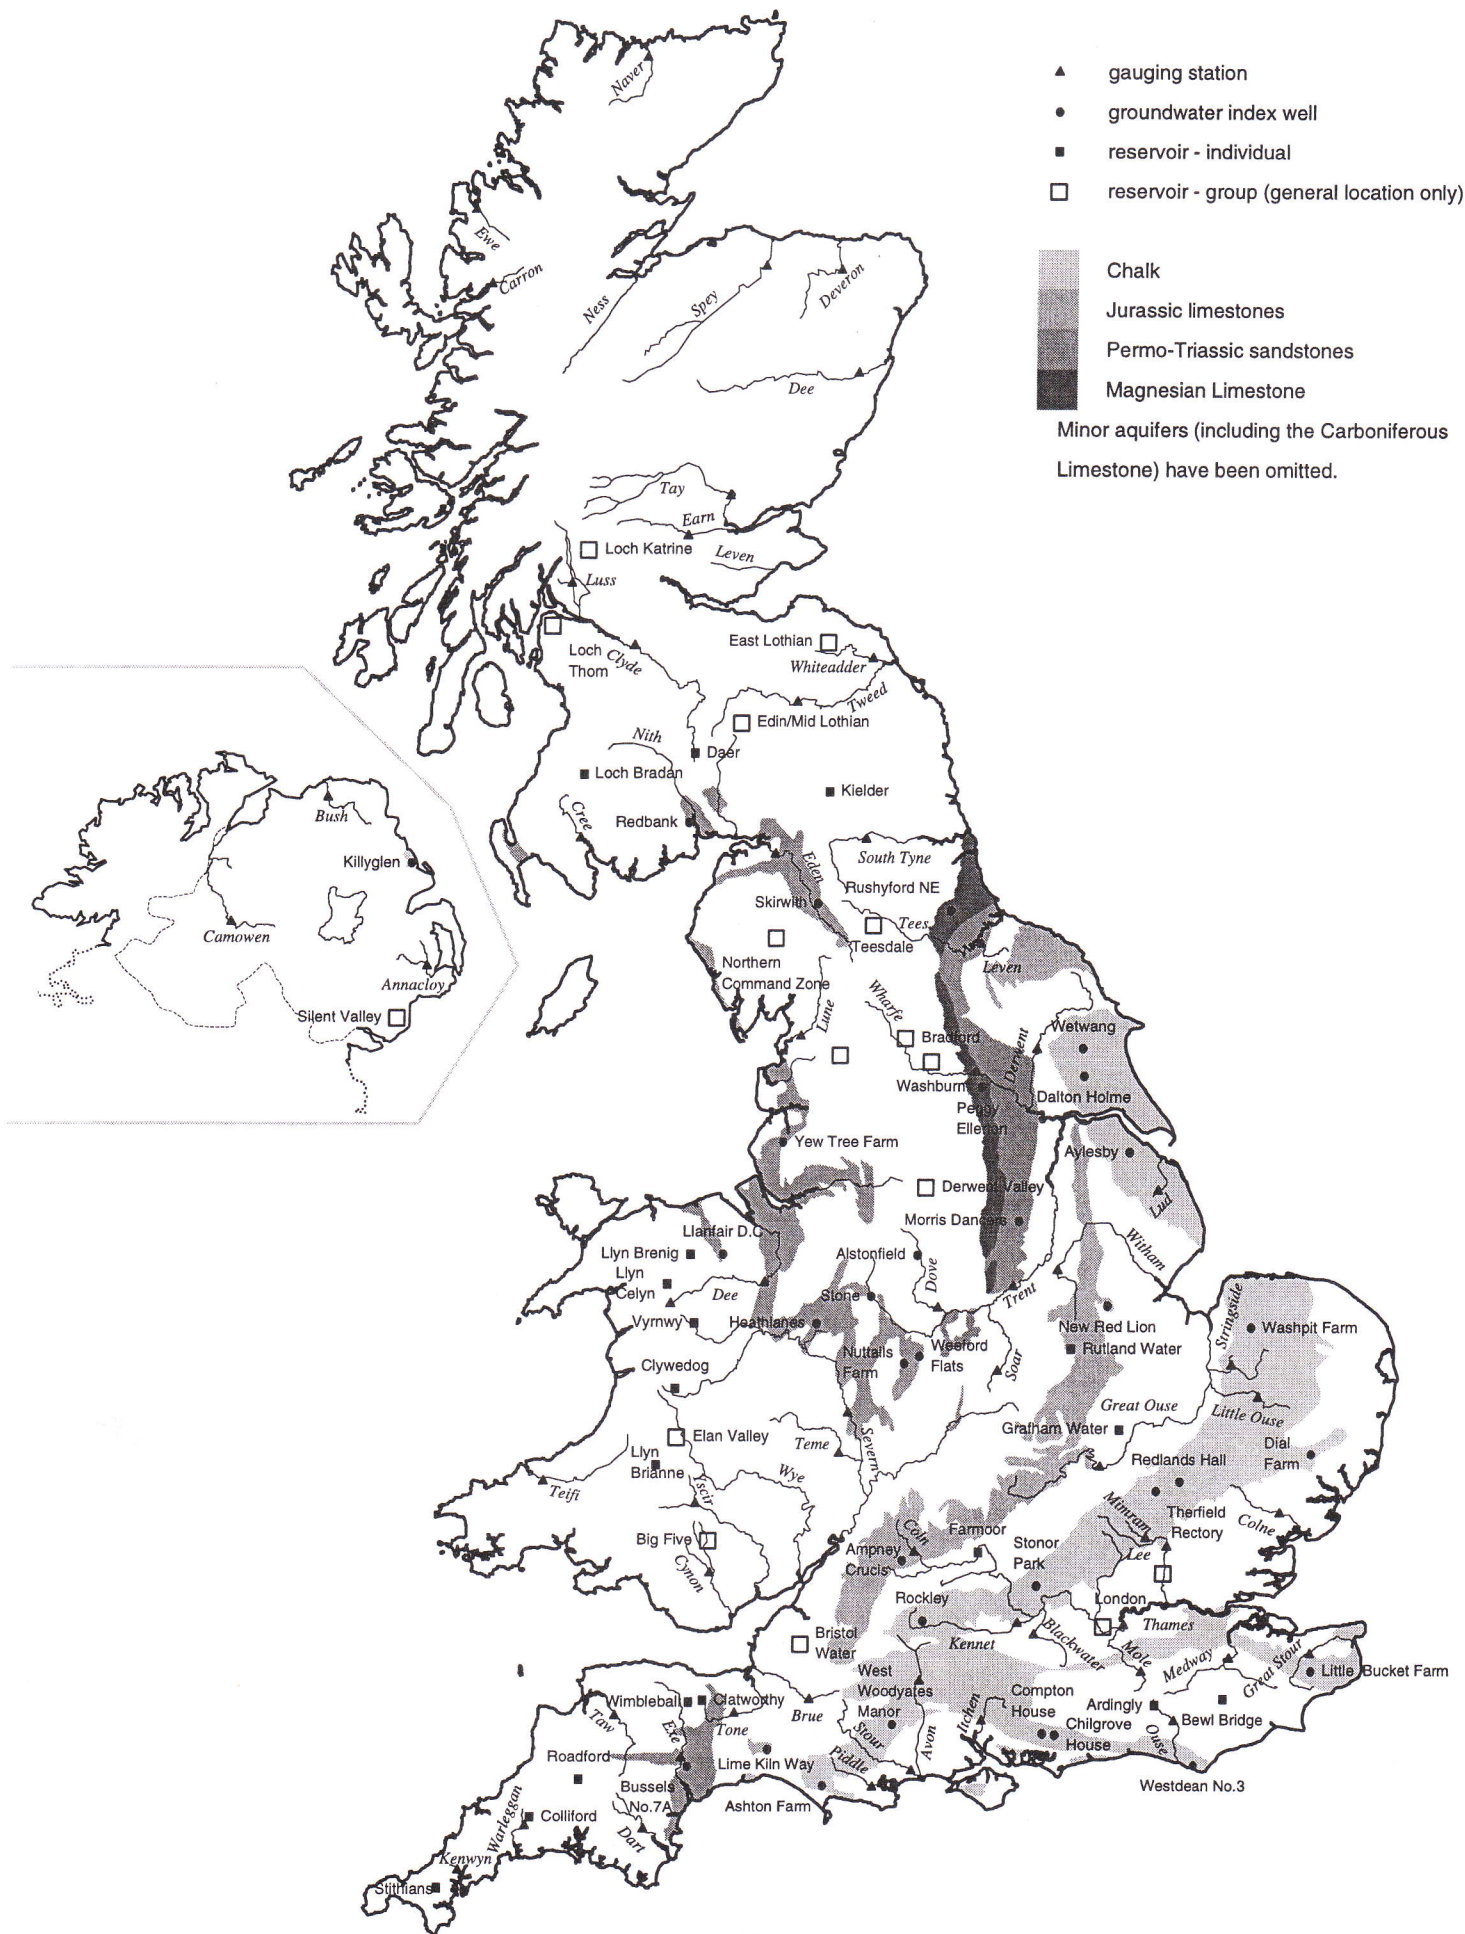 gauging station
groundwater index well
reservoir - individual
reservoir - group (general location only)
Chalk
Jurassic limestones
Permo-Triassic sandstones
Magnesian Limestone
Minor aquifers (including the Carboniferous
Limestone) have been omitted.
Naver
Ewe
Carron
Ness
Spey
Deveron
Dee
Tay
Earn
Loch Katrine
Leven
Luss
East Lothian
Loch
Thom
Clyde
Whiteadder
Tweed
Edin/Mid Lothian
Nith
Daer
Loch Bradan
Kielder
Cree
Redbank
Bush
Killyglen
Camowen
Annacloy
Silent Valley
South Tyne
Eden
Rushyford NE
Skirwith
Tees
Teesdale
Northern
Command Zone
Leven
Lune
Wharfe
Bradford
Wetwang
Derwent
Washburn
Dalton Holme
Peggy
Ellerton
Yew Tree Farm
Aylesby
Derwent Valley
Lud
Morris Dancers
Llanfair D.C
Llyn Brenig
Alstonfield
Witham
Llyn
Celyn
Dee
Dove
Stone
Trent
Stringside
Vyrnwy
Heathlanes
New Red Lion
Washpit Farm
Nuttalls
Farm
Weeford
Flats
Soar
Rutland Water
Clywedog
Great Ouse
Little Ouse
Grafham Water
Elan Valley
Teme
Severn
Dial
Farm
Llyn
Brianne
Redlands Hall
Yscir
Wye
Teifi
Mimram
Therfield
Rectory
Colne
Coln
Farmoor
Big Five
Ampney
Crucis
Stonor
Park
Lee
Cynon
Rockley
London
Bristol
Water
Kennet
Blackwater
Thames
Mole
Medway
Great Stour
West
Woodyates
Manor
Little Bucket Farm
Wimbleball
Clatworthy
Brue
Compton
House
Ardingly
Taw
Exe
Tone
Itchen
Chilgrove
House
Bewl Bridge
Stour
Avon
Ouse
Roadford
Lime Kiln Way
Piddle
Bussels
No.7A
Ashton Farm
Westdean No.3
Warleggan
Colliford
Dart
Kenwyn
Stithians